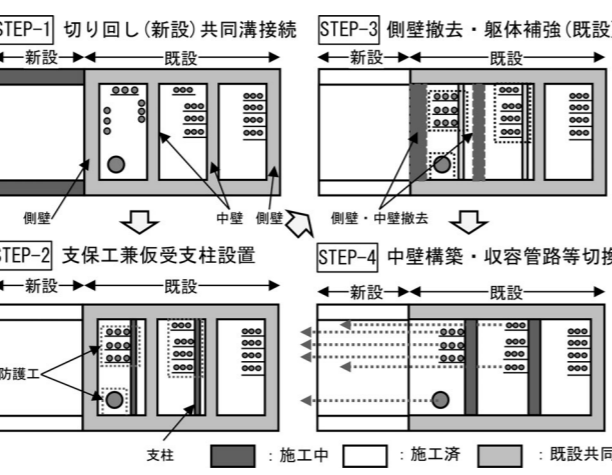 STEP-1 切り回し(新設)共同溝接続
新設
既設
側壁
中壁
側壁
STEP-3 側壁撤去・躯体補強(既設)
新設
既設
側壁・中壁撤去
STEP-2 支保工兼仮受支柱設置
新設
既設
防護工
支柱
STEP-4 中壁構築・収容管路等切換
新設
既設
：施工中
：施工済
：既設共同